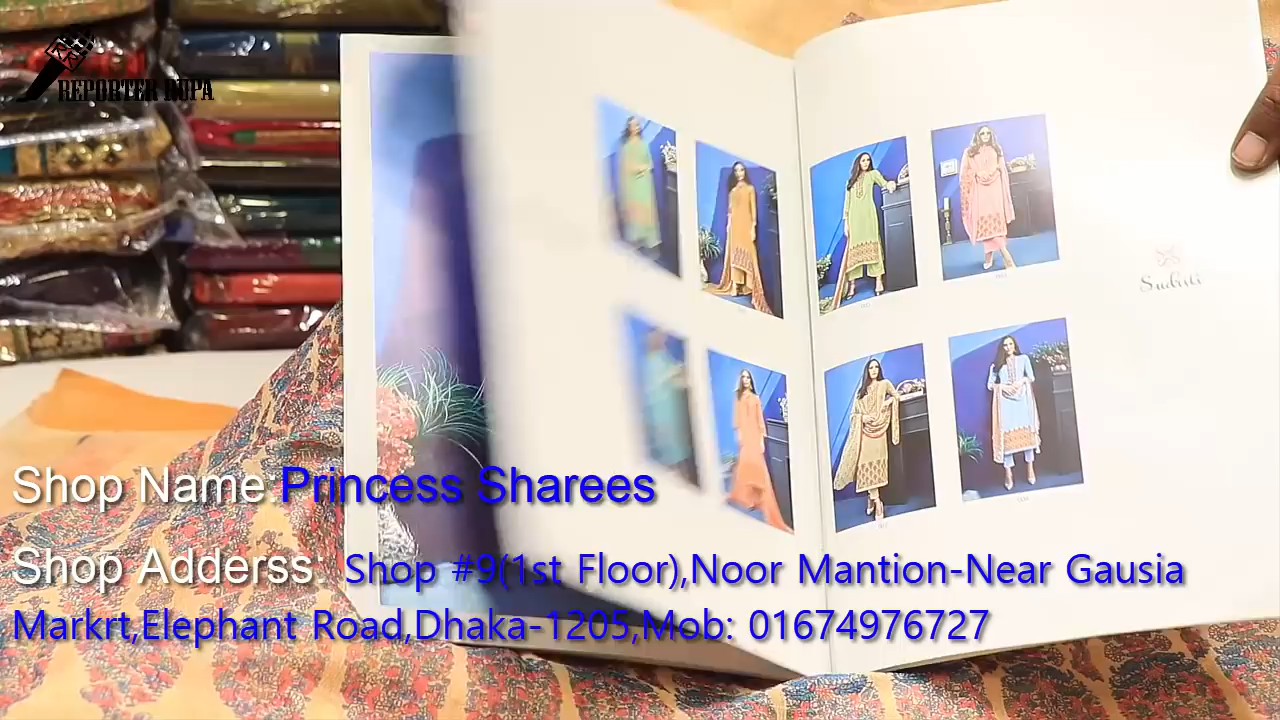 REPORTER RUPA
Sudriti
Shop Name:Princess Sharees
Shop Adderss: Shop #9(1st Floor),Noor Mantion-Near Gausia
Markrt,Elephant Road,Dhaka-1205,Mob: 01674976727